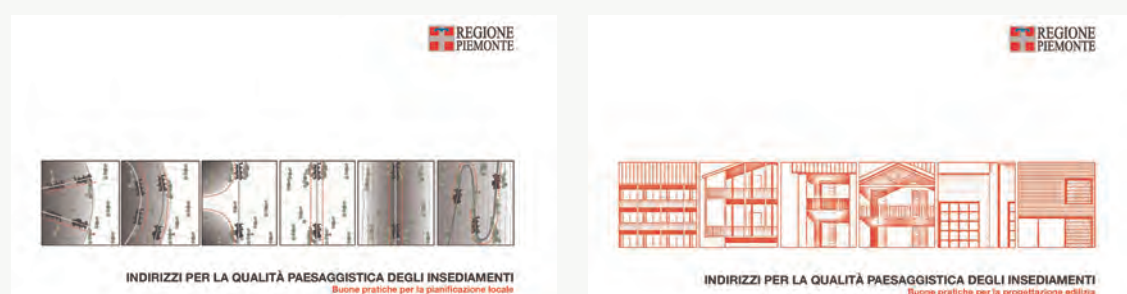 REGIONE
PIEMONTE
INDIRIZZI PER LA QUALITÀ PAESAGGISTICA DEGLI INSEDIAMENTI
Buone pratiche per la pianificazione locale
REGIONE
PIEMONTE
INDIRIZZI PER LA QUALITÀ PAESAGGISTICA DEGLI INSEDIAMENTI
Buone pratiche per la progettazione edilizia